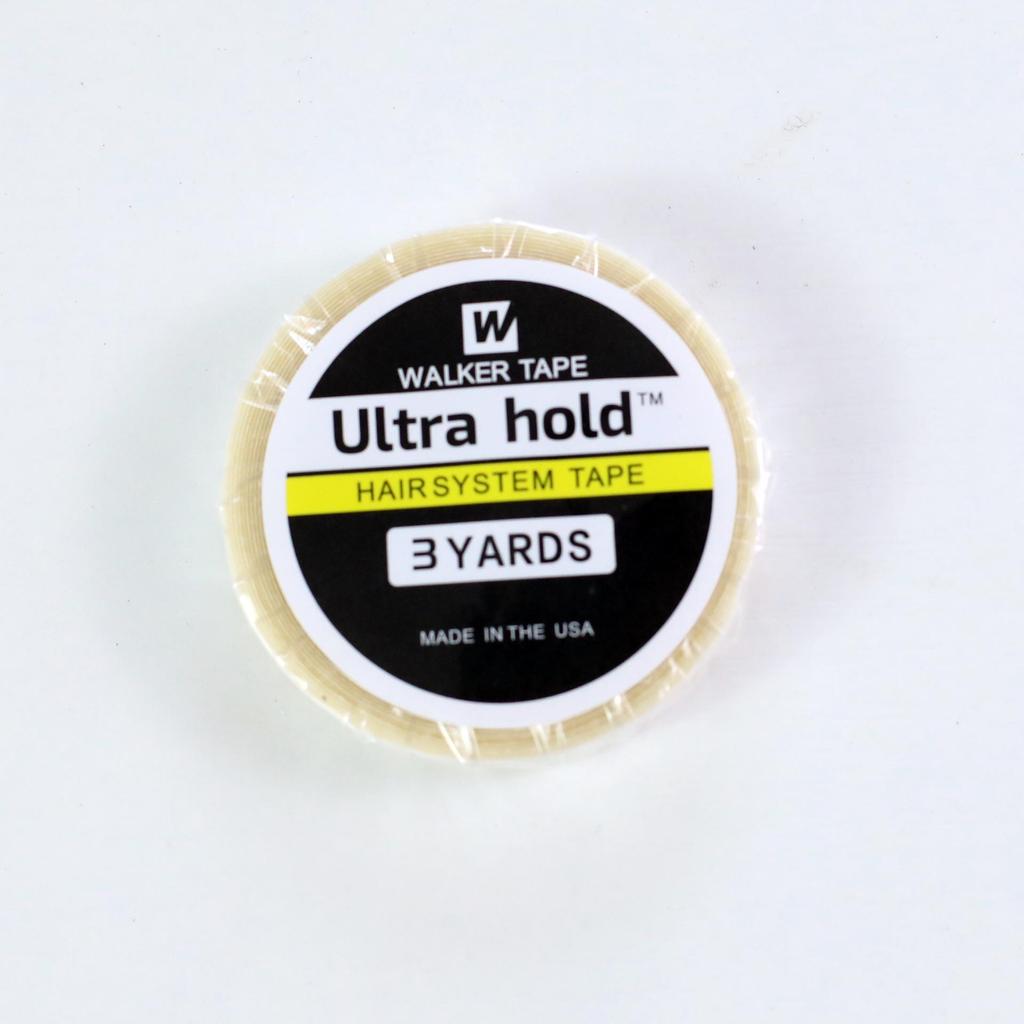 W
WALKER TAPE
Ultra hold™
HAIR SYSTEM TAPE
3 YARDS
MADE IN THE USA